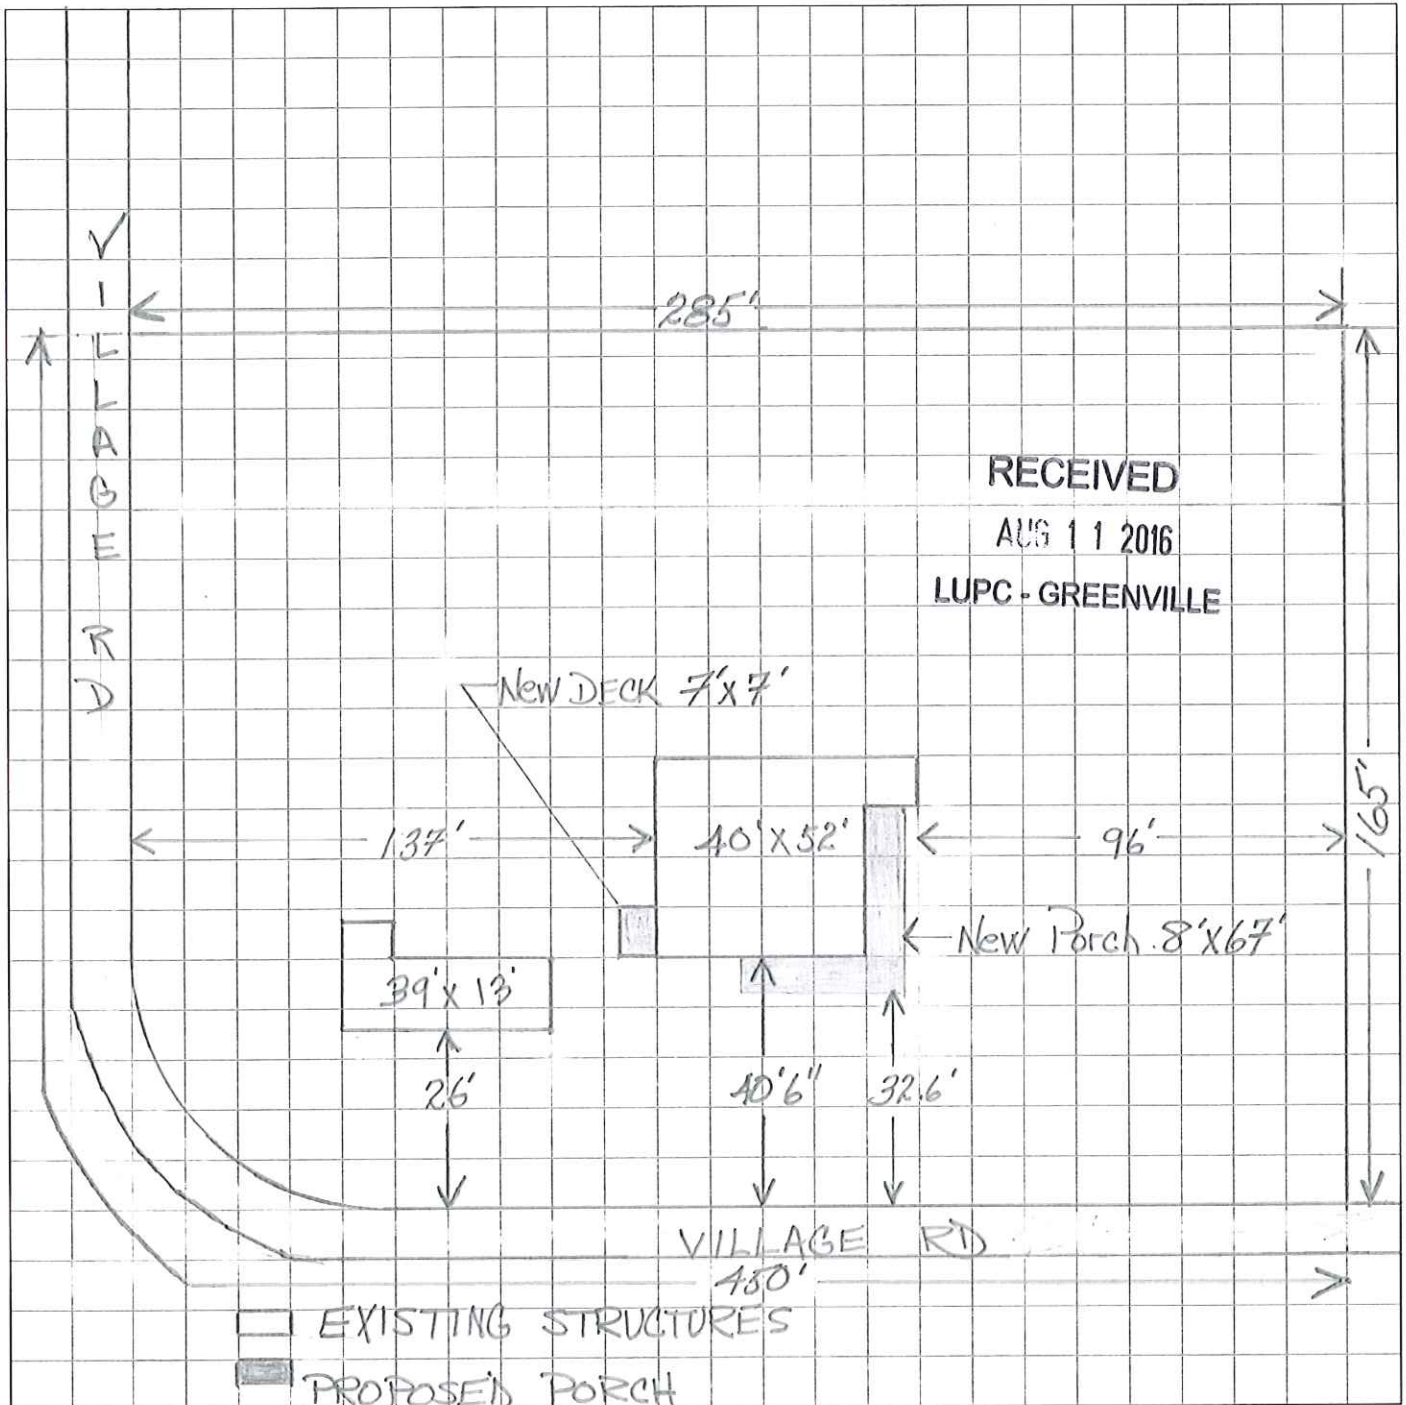 VILLAGE RD
285'
RECEIVED
AUG 11 2016
LUPC - GREENVILLE
New DECK 7'x7'
137'
40'X52'
96'
165'
New Porch 8'X67'
39'x13'
26'
40'6"
32.6'
VILLAGE RD
450'
EXISTING STRUCTURES
PROPOSED PORCH